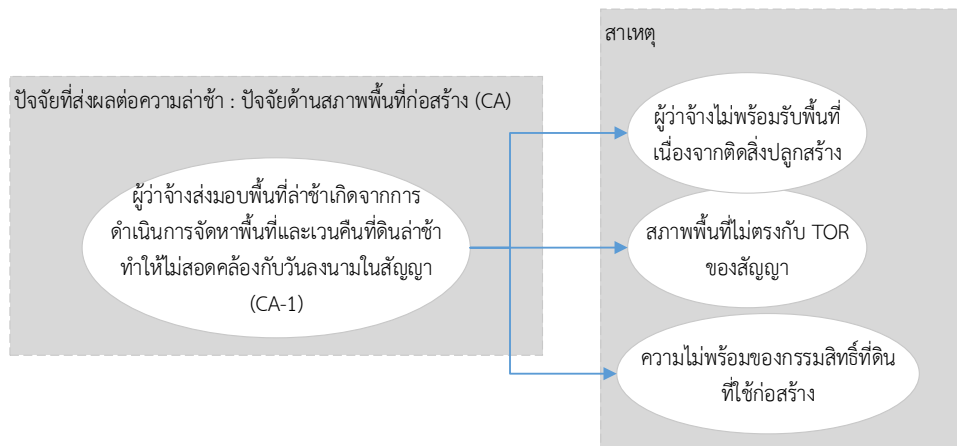 ปัจจัยที่ส่งผลต่อความล่าช้า : ปัจจัยด้านสภาพพื้นที่ก่อสร้าง (CA)
ผู้ว่าจ้างส่งมอบพื้นที่ล่าช้าเกิดจากการ
ดำเนินการจัดหาพื้นที่และเวนคืนที่ดินล่าช้า
ทำให้ไม่สอดคล้องกับวันลงนามในสัญญา
(CA-1)
สาเหตุ
ผู้ว่าจ้างไม่พร้อมรับพื้นที่
เนื่องจากติดสิ่งปลูกสร้าง
สภาพพื้นที่ไม่ตรงกับ TOR
ของสัญญา
ความไม่พร้อมของกรรมสิทธิ์ที่ดิน
ที่ใช้ก่อสร้าง